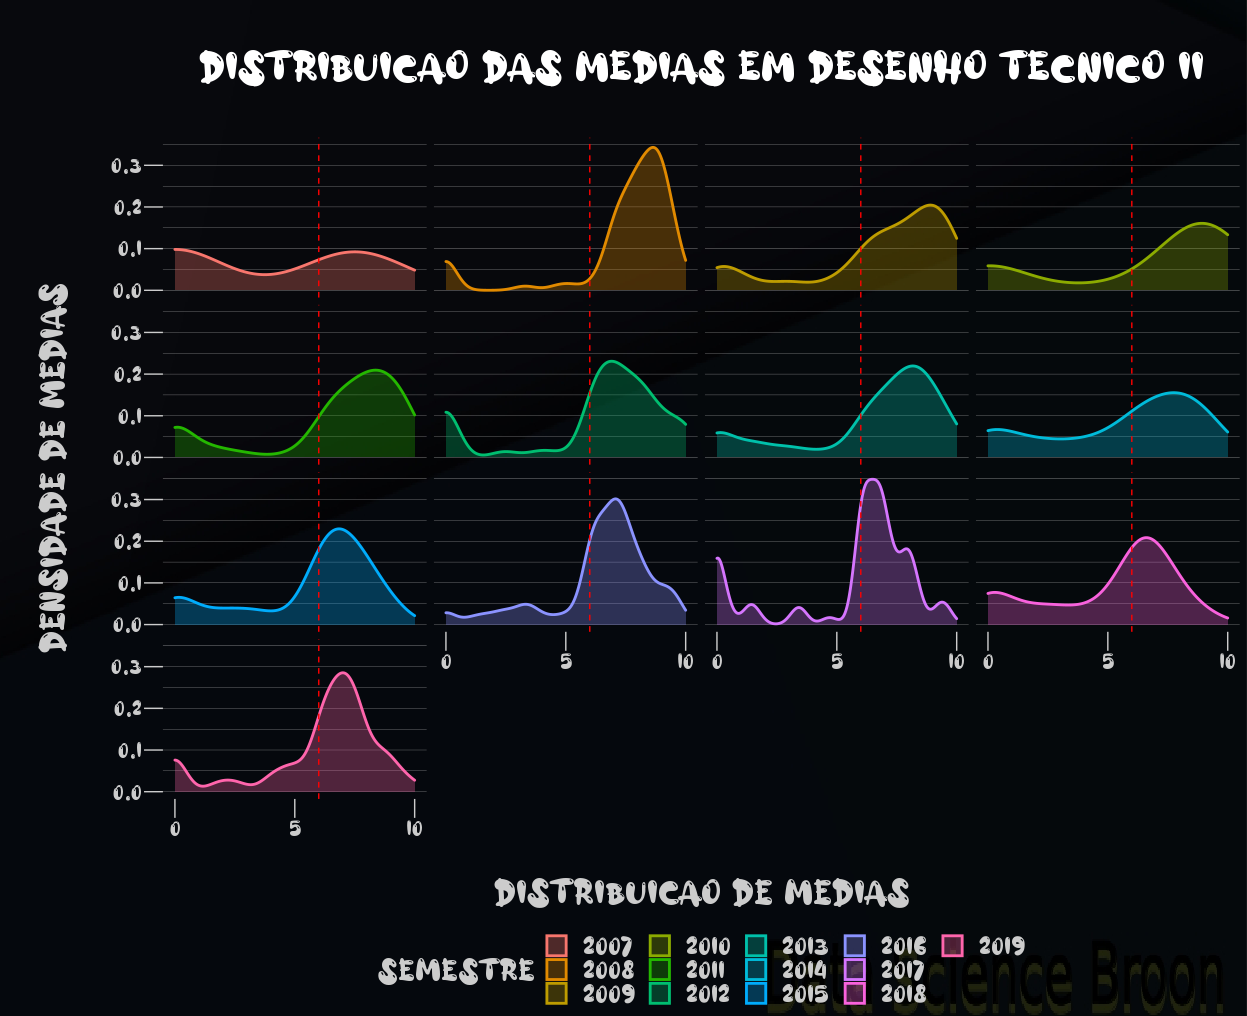 DISTRIBUICAO DAS MEDIAS EM DESENHO TECNICO II
DENSIDADE DE MEDIAS
0.3
0.2
0.1
0.0
0.3
0.2
0.1
0.0
0.3
0.2
0.1
0.0
0 5 10 0 5 10 0 5 10
0.3
0.2
0.1
0.0
0 5 10
DISTRIBUICAO DE MEDIAS
SEMESTRE
2007 2010 2013 2016 2019
2008 2011 2014 2017
2009 2012 2015 2018
Data Science Broon